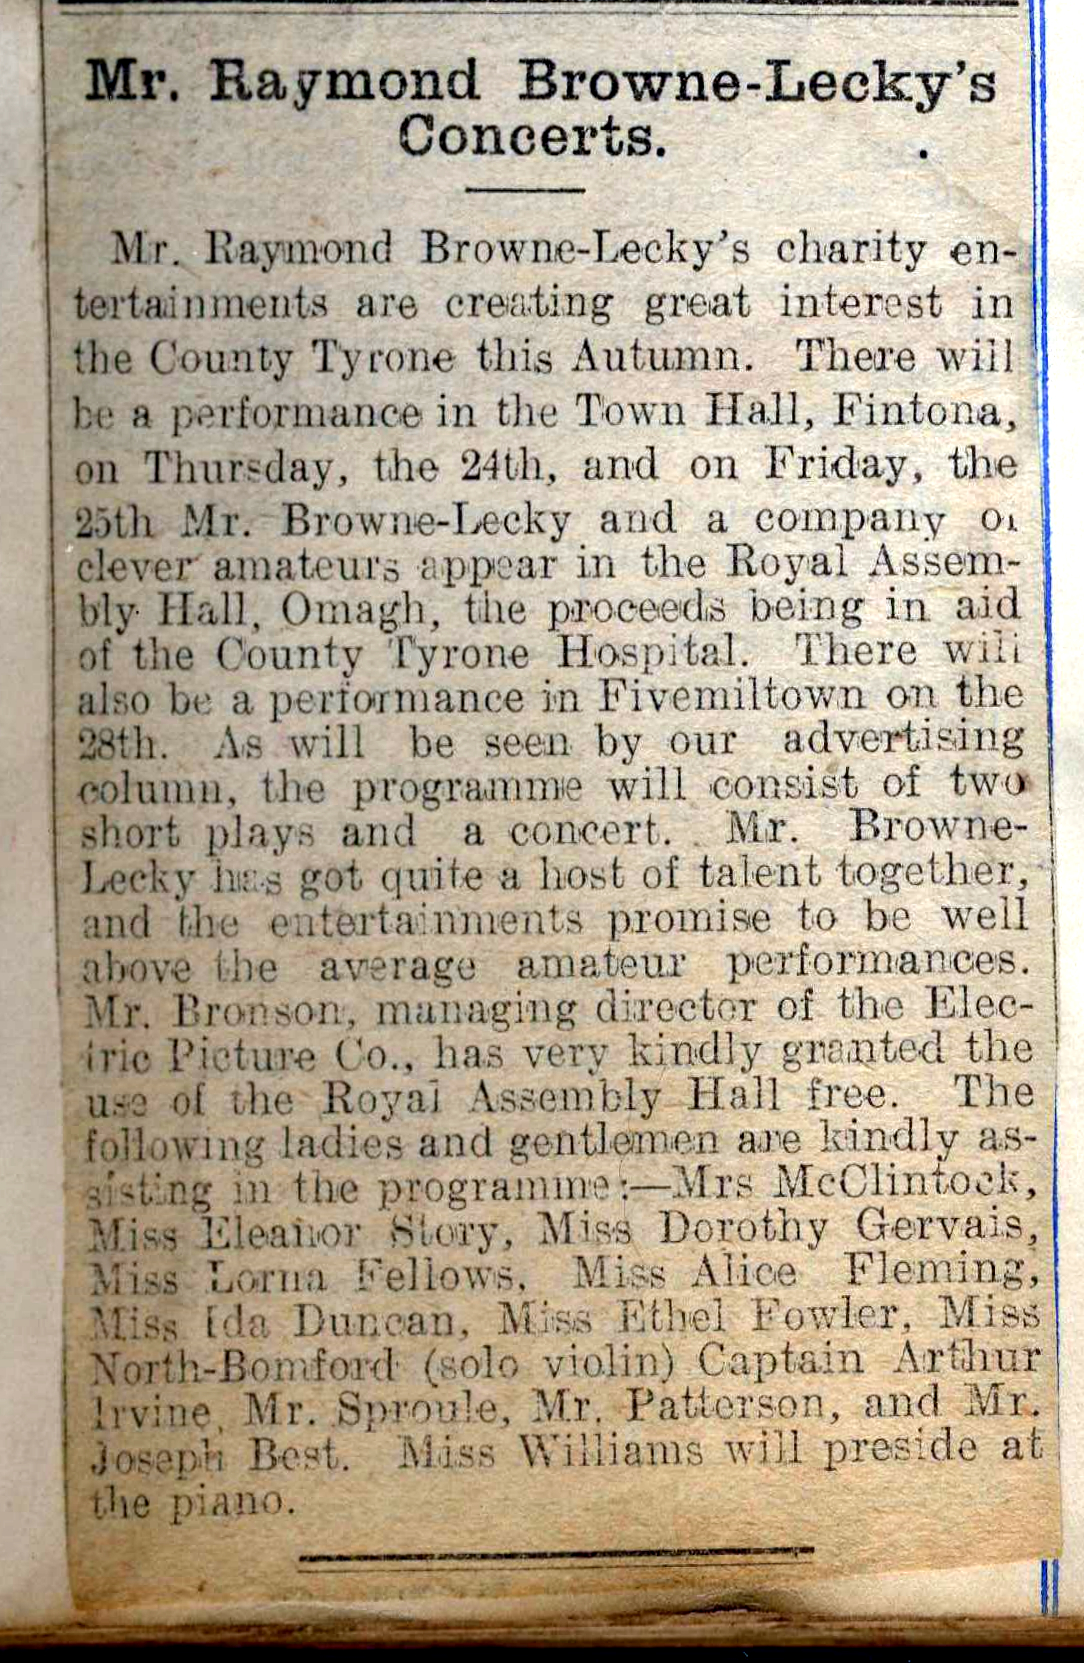 Mr. Raymond Browne-Lecky's
Concerts.
Mr. Raymond Browne-Lecky's charity en-
tertainments are creating great interest in
the County Tyrone this Autumn. There will
be a performance in the Town Hall, Fintona,
on Thursday, the 24th, and on Friday, the
25th Mr. Browne-Lecky and a company of
clever amateurs appear in the Royal Assem-
bly Hall, Omagh, the proceeds being in aid
of the County Tyrone Hospital. There will
also be a performance in Fivemiltown on the
28th. As will be seen by our advertising
column, the programme will consist of two
short plays and a concert. Mr. Browne-
Lecky has got quite a host of talent together,
and the entertainments promise to be well
above the average amateur performances.
Mr. Bronson, managing director of the Elec-
tric Picture Co., has very kindly granted the
use of the Royal Assembly Hall free. The
following ladies and gentlemen are kindly as-
sisting in the programme:—Mrs McClintock,
Miss Eleanor Story, Miss Dorothy Gervais,
Miss Lorna Fellows, Miss Alice Fleming,
Miss Ida Duncan, Miss Ethel Fowler, Miss
North-Bomford (solo violin) Captain Arthur
Irvine, Mr. Sproule, Mr. Patterson, and Mr.
Joseph Best. Miss Williams will preside at
the piano.